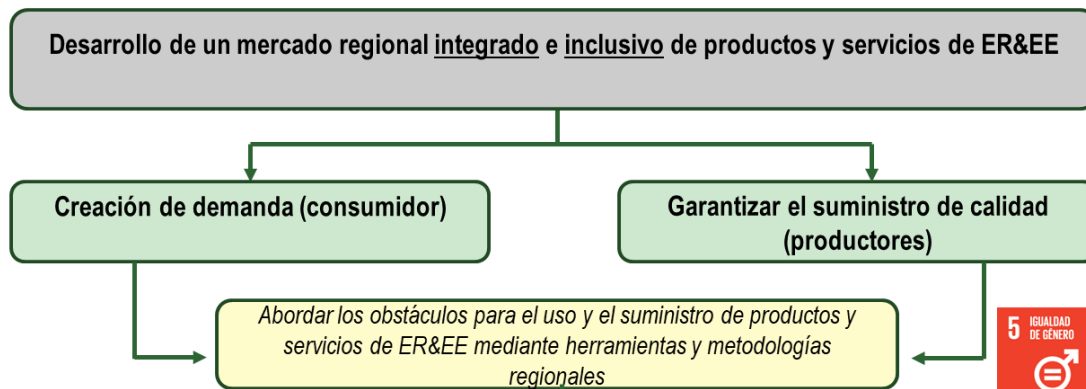 Desarrollo de un mercado regional integrado e inclusivo de productos y servicios de ER&EE
Creación de demanda (consumidor)
Garantizar el suministro de calidad
(productores)
Abordar los obstáculos para el uso y el suministro de productos y
servicios de ER&EE mediante herramientas y metodologías
regionales
5 IGUALDAD
DE GÉNERO